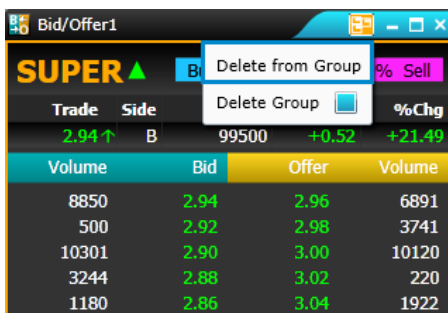 Bid/Offer1
SUPER▲ B % Sell
Delete from Group
Delete Group
Trade Side %Chg
2.94↑ B 99500 +0.52 +21.49
Volume Bid Offer Volume
8850 2.94 2.96 6891
500 2.92 2.98 3741
10301 2.90 3.00 10120
3244 2.88 3.02 220
1180 2.86 3.04 1922